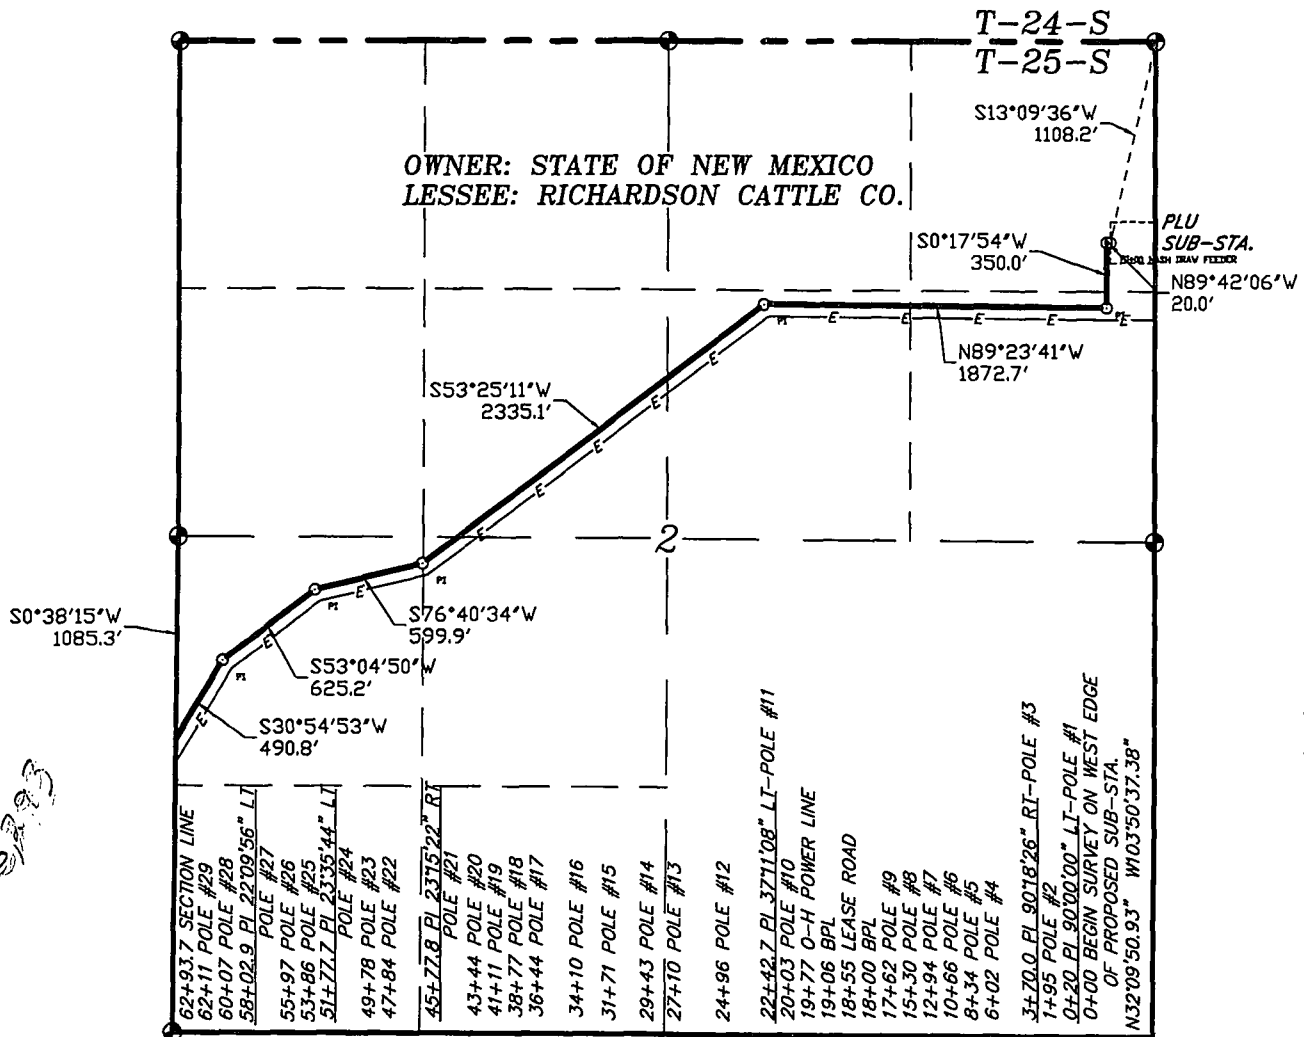 T-24-S
T-25-S
S13°09'36"W
1108.2'
OWNER: STATE OF NEW MEXICO
LESSEE: RICHARDSON CATTLE CO.
PLU
SUB-STA.
S0°17'54"W
350.0'
DRAW FEEDER
N89°42'06"W
20.0'
PI
E
E
E
E
PI
E
N89°23'41"W
1872.7'
S53°25'11"W
2335.1'
E
E
E
E
E
2
PI
E
PI
S76°40'34"W
599.9'
S0°38'15"W
1085.3'
E
PI
S53°04'50"W
625.2'
E
S30°54'53"W
490.8'
62+93.7 SECTION LINE
62+11 POLE #29
60+07 POLE #28
58+02.9 PI 22°09'56" LT
POLE #27
55+97 POLE #26
53+86 POLE #25
51+77.7 PI 23°35'44" LT
POLE #24
49+78 POLE #23
47+84 POLE #22
45+77.8 PI 23°15'22" RT
POLE #21
43+44 POLE #20
41+11 POLE #19
38+77 POLE #18
36+44 POLE #17
34+10 POLE #16
31+71 POLE #15
29+43 POLE #14
27+10 POLE #13
24+96 POLE #12
22+42.7 PI 37°11'08" LT-POLE #11
20+03 POLE #10
19+77 O-H POWER LINE
19+06 BPL
18+55 LEASE ROAD
18+00 BPL
17+62 POLE #9
15+30 POLE #8
12+94 POLE #7
10+66 POLE #6
8+34 POLE #5
6+02 POLE #4
3+70.0 PI 90°18'26" RT-POLE #3
1+95 POLE #2
0+20 PI 90°00'00" LT-POLE #1
0+00 BEGIN SURVEY ON WEST EDGE
OF PROPOSED SUB-STA.
N32°09'50.93" W103°50'37.38"